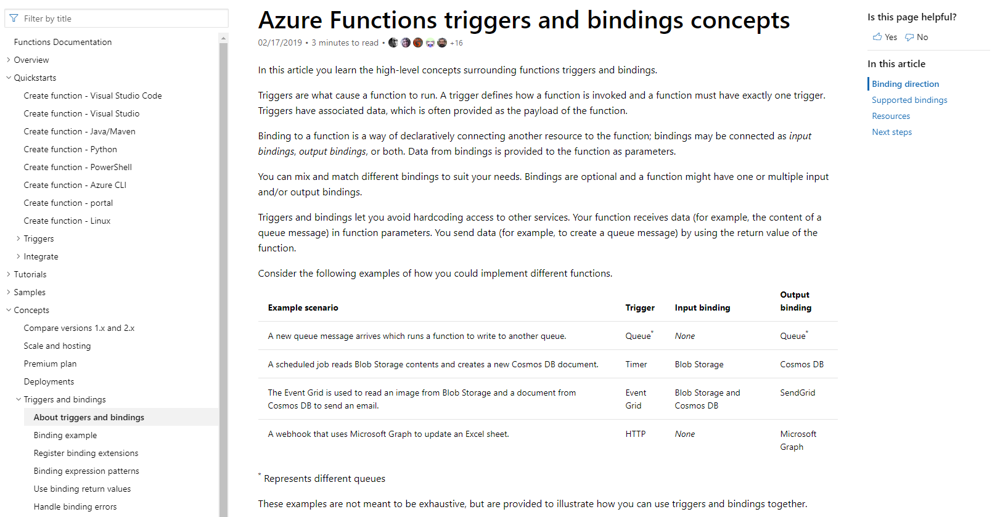 Filter by title
Functions Documentation
Overview
Quickstarts
Create function - Visual Studio Code
Create function - Visual Studio
Create function - Java/Maven
Create function - Python
Create function - PowerShell
Create function - Azure CLI
Create function - portal
Create function - Linux
Triggers
Integrate
Tutorials
Samples
Concepts
Compare versions 1.x and 2.x
Scale and hosting
Premium plan
Deployments
Triggers and bindings
About triggers and bindings
Binding example
Register binding extensions
Binding expression patterns
Use binding return values
Handle binding errors
Azure Functions triggers and bindings concepts
02/17/2019 • 3 minutes to read • +16
In this article you learn the high-level concepts surrounding functions triggers and bindings.
Triggers are what cause a function to run. A trigger defines how a function is invoked and a function must have exactly one trigger.
Triggers have associated data, which is often provided as the payload of the function.
Binding to a function is a way of declaratively connecting another resource to the function; bindings may be connected as input
bindings, output bindings, or both. Data from bindings is provided to the function as parameters.
You can mix and match different bindings to suit your needs. Bindings are optional and a function might have one or multiple input
and/or output bindings.
Triggers and bindings let you avoid hardcoding access to other services. Your function receives data (for example, the content of a
queue message) in function parameters. You send data (for example, to create a queue message) by using the return value of the
function.
Consider the following examples of how you could implement different functions.
Example scenario Trigger Input binding Output
binding
A new queue message arrives which runs a function to write to another queue. Queue* None Queue*
A scheduled job reads Blob Storage contents and creates a new Cosmos DB document. Timer Blob Storage Cosmos DB
The Event Grid is used to read an image from Blob Storage and a document from Event Blob Storage and SendGrid
Cosmos DB to send an email. Grid Cosmos DB
A webhook that uses Microsoft Graph to update an Excel sheet. HTTP None Microsoft
Graph
* Represents different queues
These examples are not meant to be exhaustive, but are provided to illustrate how you can use triggers and bindings together.
Is this page helpful?
Yes No
In this article
Binding direction
Supported bindings
Resources
Next steps